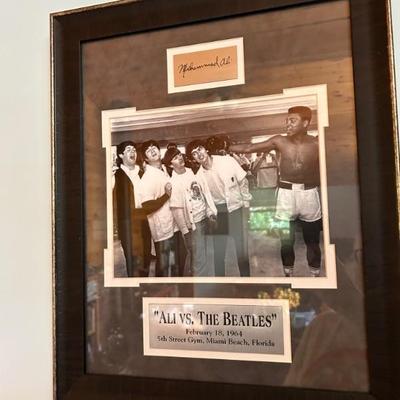 Muhammad Ali
"ALI VS. THE BEATLES"
February 18, 1964
5th Street Gym, Miami Beach, Florida